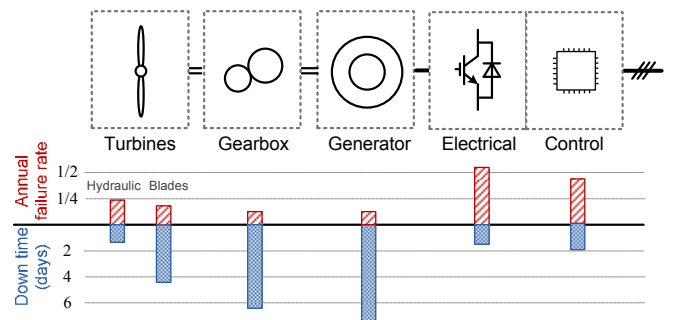 Turbines Gearbox Generator Electrical Control
Annual
failure rate
1/2
Hydraulic Blades
1/4
Down time
(days)
2
4
6